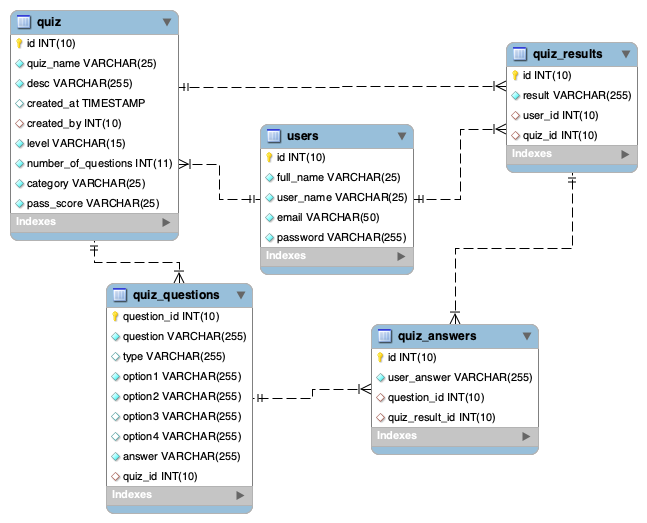 quiz
id INT(10)
quiz_name VARCHAR(25)
desc VARCHAR(255)
created_at TIMESTAMP
created_by INT(10)
level VARCHAR(15)
number_of_questions INT(11)
category VARCHAR(25)
pass_score VARCHAR(25)
Indexes
quiz_results
id INT(10)
result VARCHAR(255)
user_id INT(10)
quiz_id INT(10)
Indexes
users
id INT(10)
full_name VARCHAR(25)
user_name VARCHAR(25)
email VARCHAR(50)
password VARCHAR(255)
Indexes
quiz_questions
question_id INT(10)
question VARCHAR(255)
type VARCHAR(255)
option1 VARCHAR(255)
option2 VARCHAR(255)
option3 VARCHAR(255)
option4 VARCHAR(255)
answer VARCHAR(255)
quiz_id INT(10)
Indexes
quiz_answers
id INT(10)
user_answer VARCHAR(255)
question_id INT(10)
quiz_result_id INT(10)
Indexes